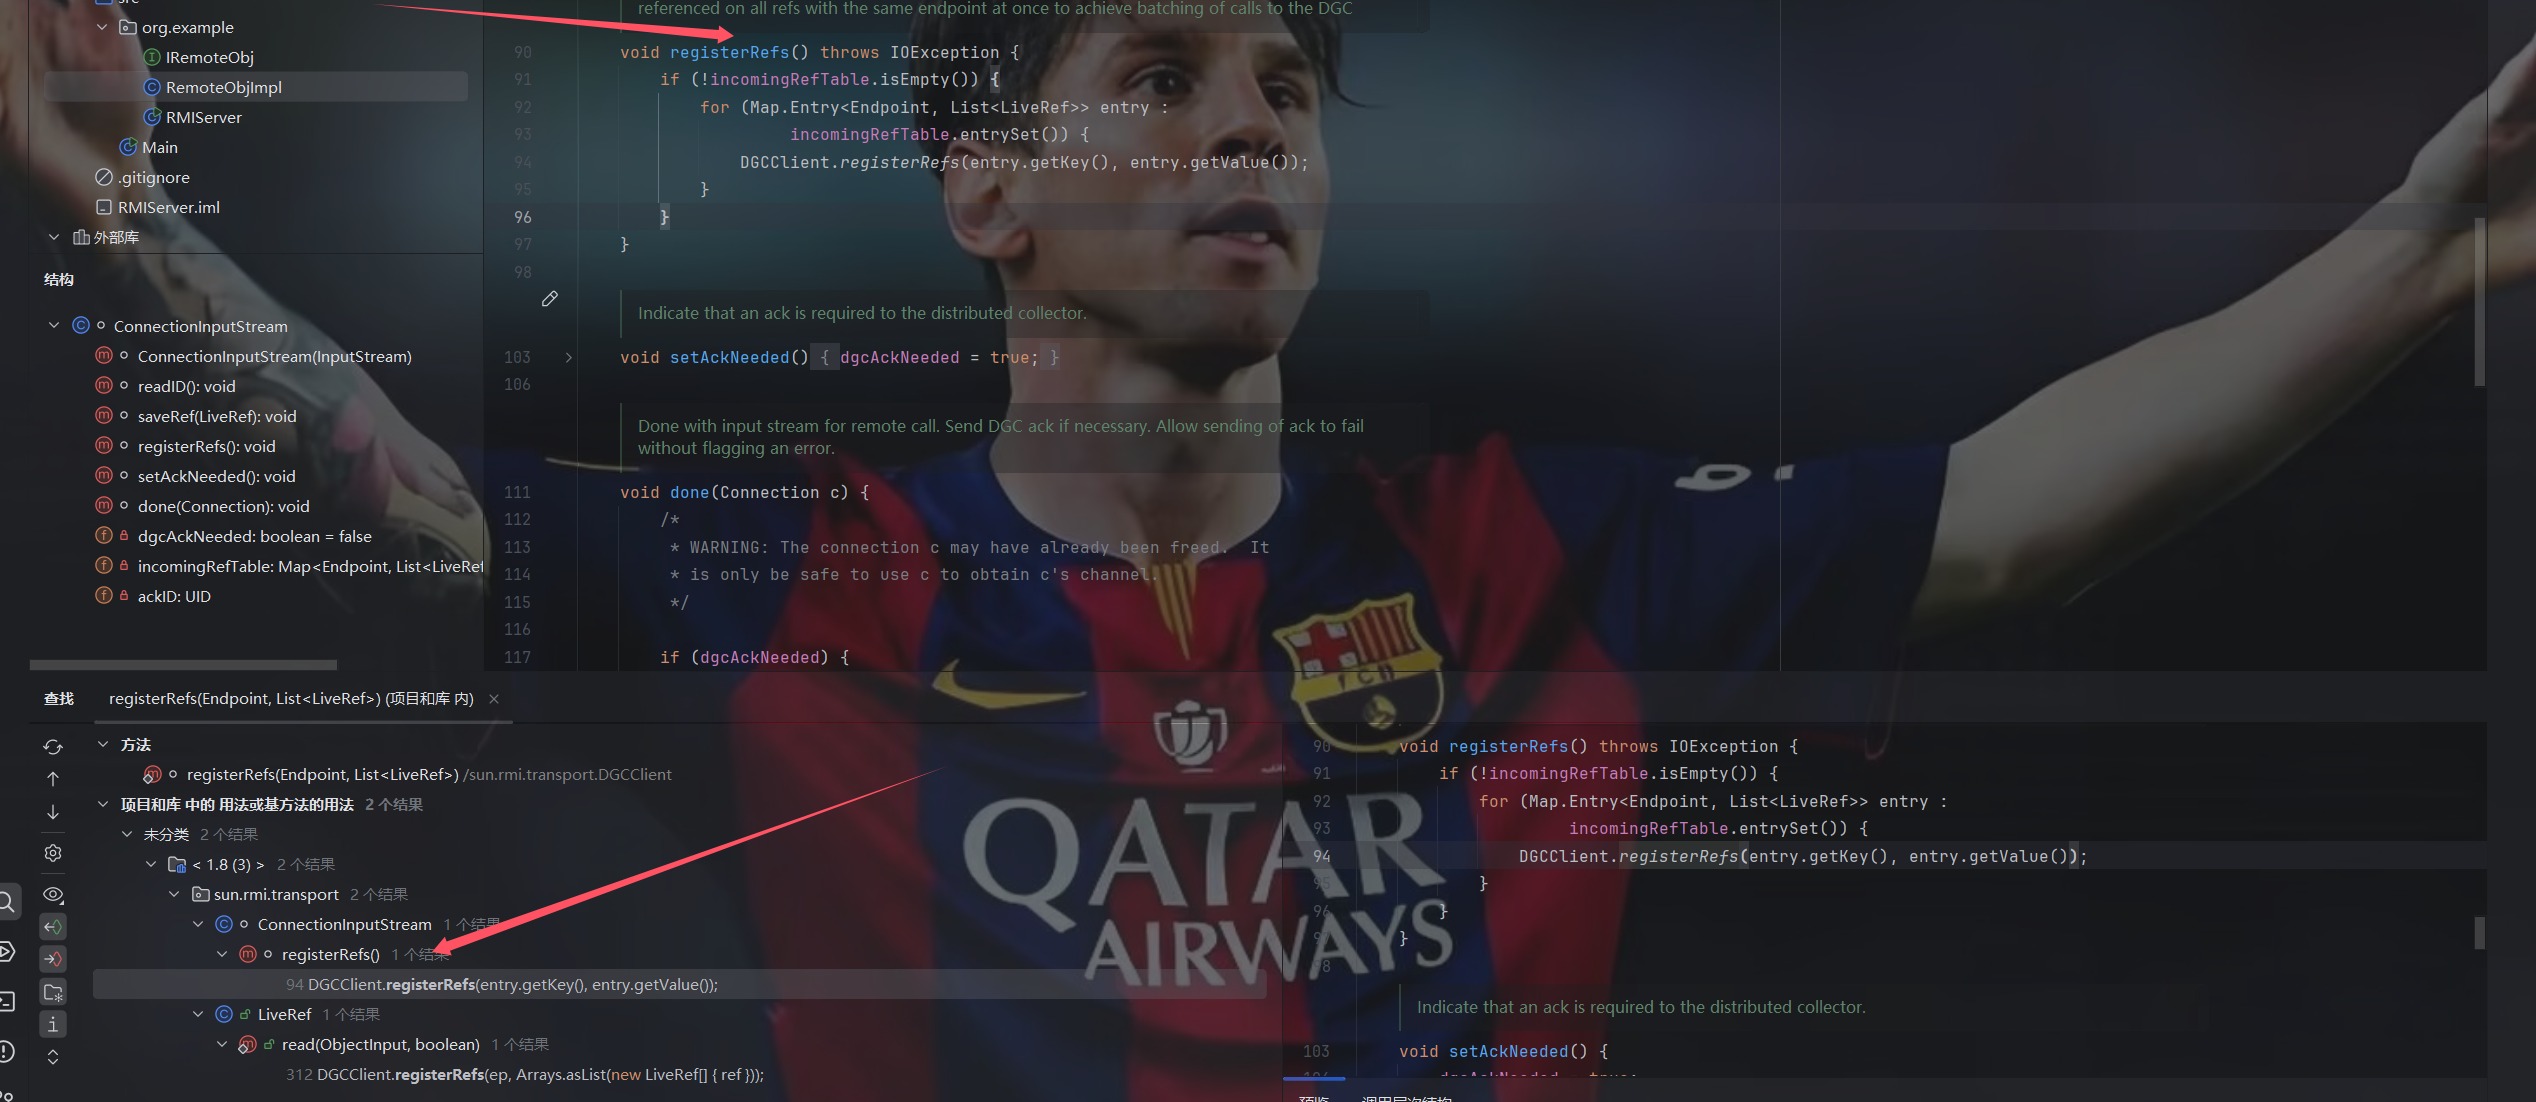 src
org.example
IRemoteObj
RemoteObjImpl
RMIServer
Main
.gitignore
RMIServer.iml
外部库
结构
ConnectionInputStream
ConnectionInputStream(InputStream)
readID(): void
saveRef(LiveRef): void
registerRefs(): void
setAckNeeded(): void
done(Connection): void
dgcAckNeeded: boolean = false
incomingRefTable: Map<Endpoint, List<LiveRef
ackID: UID
referenced on all refs with the same endpoint at once to achieve batching of calls to the DGC
90 void registerRefs() throws IOException {
91 if (!incomingRefTable.isEmpty()) {
92 for (Map.Entry<Endpoint, List<LiveRef>> entry :
93 incomingRefTable.entrySet()) {
94 DGCClient.registerRefs(entry.getKey(), entry.getValue());
95 }
96 }
97 }
98
Indicate that an ack is required to the distributed collector.
103 void setAckNeeded() { dgcAckNeeded = true; }
106
Done with input stream for remote call. Send DGC ack if necessary. Allow sending of ack to fail
without flagging an error.
111 void done(Connection c) {
112 /*
113 * WARNING: The connection c may have already been freed. It
114 * is only be safe to use c to obtain c's channel.
115 */
116
117 if (dgcAckNeeded) {
查找 registerRefs(Endpoint, List<LiveRef>) (项目和库 内)
方法
registerRefs(Endpoint, List<LiveRef>) /sun.rmi.transport.DGCClient
项目和库 中的 用法或基方法的用法 2 个结果
未分类 2 个结果
< 1.8 (3) > 2 个结果
sun.rmi.transport 2 个结果
ConnectionInputStream 1 个结果
registerRefs() 1 个结果
94 DGCClient.registerRefs(entry.getKey(), entry.getValue());
LiveRef 1 个结果
read(ObjectInput, boolean) 1 个结果
312 DGCClient.registerRefs(ep, Arrays.asList(new LiveRef[] { ref }));
90 void registerRefs() throws IOException {
91 if (!incomingRefTable.isEmpty()) {
92 for (Map.Entry<Endpoint, List<LiveRef>> entry :
93 incomingRefTable.entrySet()) {
94 DGCClient.registerRefs(entry.getKey(), entry.getValue());
95 }
96 }
97 }
98
Indicate that an ack is required to the distributed collector.
103 void setAckNeeded() {
dgcAckNeeded = true;
预览 调用层次结构
FCB
QATAR
AIRWAYS